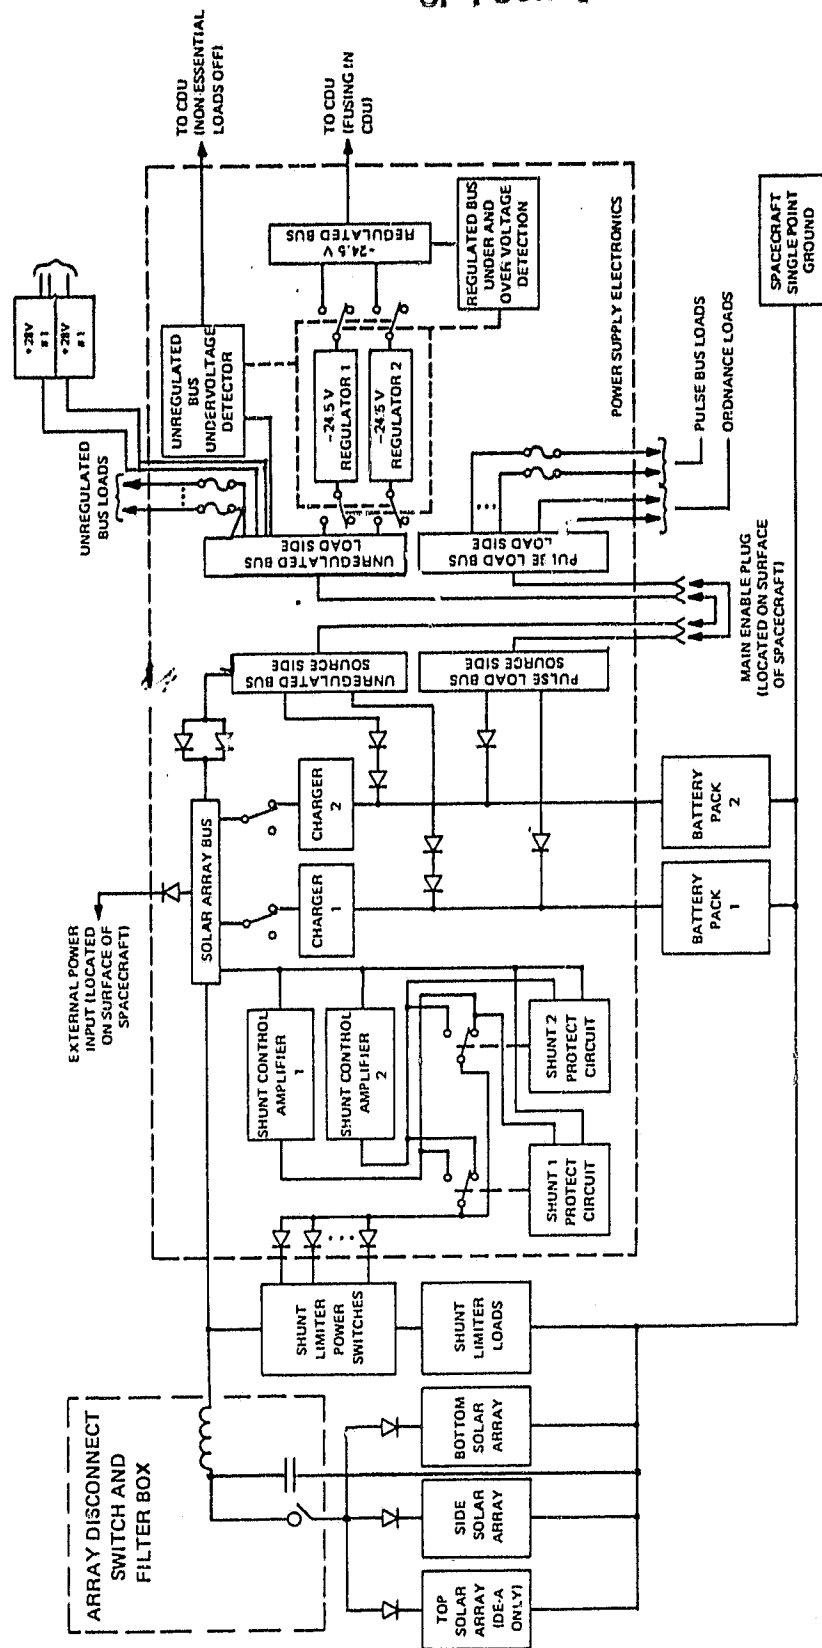 ARRAY DISCONNECT
SWITCH AND
FILTER BOX
TOP
SOLAR
ARRAY
(DE-A
ONLY)
SIDE
SOLAR
ARRAY
BOTTOM
SOLAR
ARRAY
SHUNT
LIMITER
POWER
SWITCHES
SHUNT
LIMITER
LOADS
EXTERNAL POWER
INPUT (LOCATED
ON SURFACE OF
SPACECRAFT)
SOLAR ARRAY BUS
SHUNT CONTROL
AMPLIFIER
1
SHUNT CONTROL
AMPLIFIER
2
SHUNT 1
PROTECT
CIRCUIT
SHUNT 2
PROTECT
CIRCUIT
CHARGER
1
CHARGER
2
BATTERY
PACK
1
BATTERY
PACK
2
UNREGULATED BUS
SOURCE SIDE
PULSE LOAD BUS
SOURCE SIDE
MAIN ENABLE PLUG
(LOCATED ON SURFACE
OF SPACECRAFT)
UNREGULATED BUS
LOAD SIDE
PULSE LOAD BUS
LOAD SIDE
UNREGULATED
BUS LOADS
+28V
#1
+28V
#1
UNREGULATED
BUS
UNDERVOLTAGE
DETECTOR
-24.5 V
REGULATOR 1
-24.5 V
REGULATOR 2
-24.5 V
REGULATED BUS
REGULATED BUS
UNDER AND
OVER VOLTAGE
DETECTION
POWER SUPPLY ELECTRONICS
PULSE BUS LOADS
ORDNANCE LOADS
TO CDU
(NON-ESSENTIAL
LOADS OFF)
TO CDU
(FUSING IN
CDU)
SPACECRAFT
SINGLE POINT
GROUND